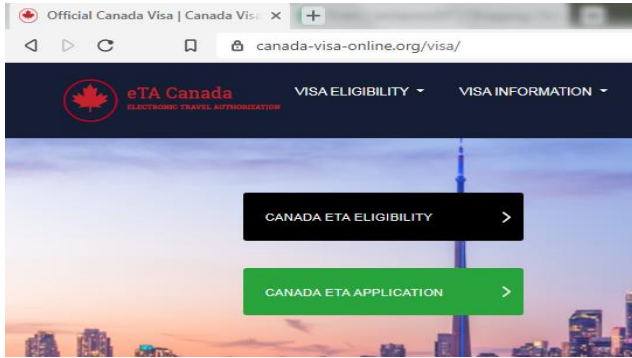 Official Canada Visa | Canada Vis
canada-visa-online.org/visa/
eTA Canada
ELECTRONIC TRAVEL AUTHORIZATION
VISA ELIGIBILITY
VISA INFORMATION
CANADA ETA ELIGIBILITY
CANADA ETA APPLICATION